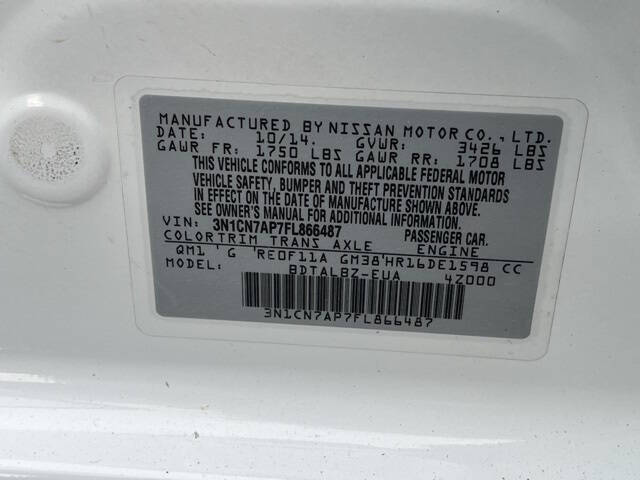 MANUFACTURED BY NISSAN MOTOR CO., LTD.
DATE: 10/14. GVWR: 3426 LBS
GAWR FR: 1750 LBS GAWR RR: 1708 LBS
THIS VEHICLE CONFORMS TO ALL APPLICABLE FEDERAL MOTOR
VEHICLE SAFETY, BUMPER AND THEFT PREVENTION STANDARDS
IN EFFECT ON THE DATE OF MANUFACTURE SHOWN ABOVE.
SEE OWNER'S MANUAL FOR ADDITIONAL INFORMATION.
VIN: 3N1CN7AP7FL866487 PASSENGER CAR.
COLOR TRIM TRANS AXLE ENGINE
QM1 'G 'RE0F11A GM38'HR16DE1598 CC
MODEL: BDTALBZ-EUA 4Z000
3N1CN7AP7FL866487